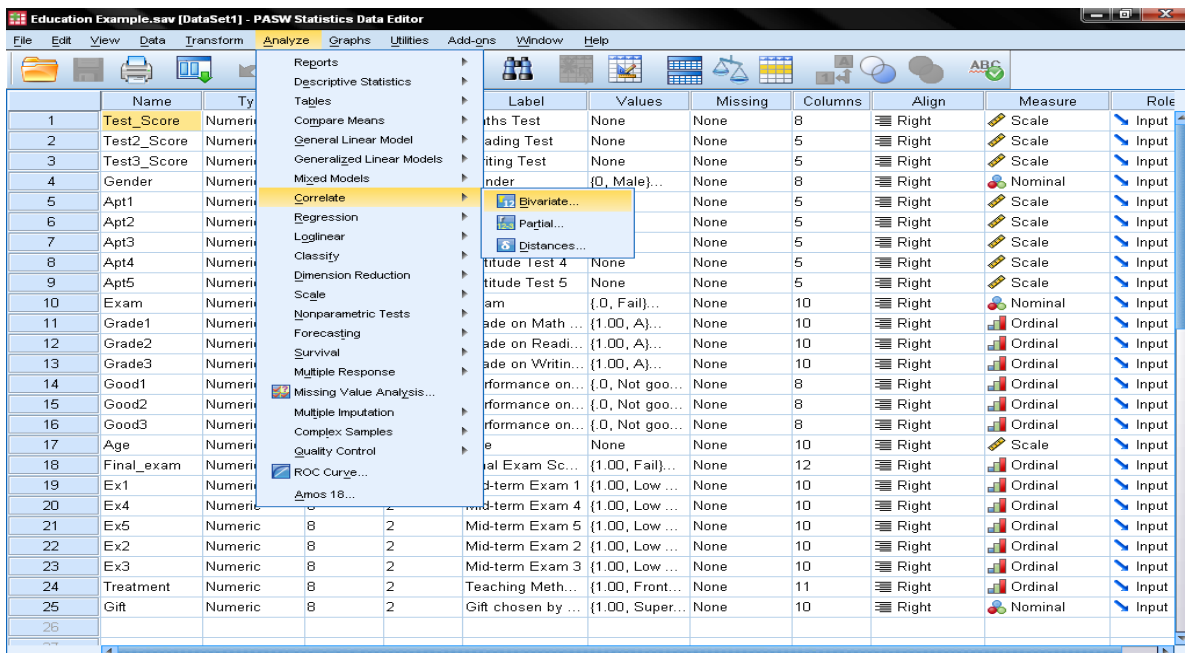 Education Example.sav [DataSet1] - PASW Statistics Data Editor
File Edit View Data Transform Analyze Graphs Utilities Add-ons Window Help
Reports
Descriptive Statistics
Tables
Compare Means
General Linear Model
Generalized Linear Models
Mixed Models
Correlate
Regression
Loglinear
Classify
Dimension Reduction
Scale
Nonparametric Tests
Forecasting
Survival
Multiple Response
Missing Value Analysis...
Multiple Imputation
Complex Samples
Quality Control
ROC Curve...
Amos 18...
Bivariate...
Partial...
Distances...
Name Ty Label Values Missing Columns Align Measure Role
1 Test_Score Numeri ths Test None None 8 Right Scale Input
2 Test2_Score Numeri ading Test None None 5 Right Scale Input
3 Test3_Score Numeri iting Test None None 5 Right Scale Input
4 Gender Numeri nder {0, Male}... None 8 Right Nominal Input
5 Apt1 Numeri None 5 Right Scale Input
6 Apt2 Numeri None 5 Right Scale Input
7 Apt3 Numeri None 5 Right Scale Input
8 Apt4 Numeri titude Test 4 None None 5 Right Scale Input
9 Apt5 Numeri titude Test 5 None None 5 Right Scale Input
10 Exam Numeri am {.0, Fail}... None 10 Right Nominal Input
11 Grade1 Numeri ade on Math ... {1.00, A}... None 10 Right Ordinal Input
12 Grade2 Numeri ade on Readi... {1.00, A}... None 10 Right Ordinal Input
13 Grade3 Numeri ade on Writin... {1.00, A}... None 10 Right Ordinal Input
14 Good1 Numeri rformance on... {.0, Not goo... None 8 Right Ordinal Input
15 Good2 Numeri rformance on... {.0, Not goo... None 8 Right Ordinal Input
16 Good3 Numeri rformance on... {.0, Not goo... None 8 Right Ordinal Input
17 Age Numeri e None None 10 Right Scale Input
18 Final_exam Numeri al Exam Sc... {1.00, Fail}... None 12 Right Ordinal Input
19 Ex1 Numeri d-term Exam 1 {1.00, Low ... None 10 Right Ordinal Input
20 Ex4 Numeric 8 2 Mid-term Exam 4 {1.00, Low ... None 10 Right Ordinal Input
21 Ex5 Numeric 8 2 Mid-term Exam 5 {1.00, Low ... None 10 Right Ordinal Input
22 Ex2 Numeric 8 2 Mid-term Exam 2 {1.00, Low ... None 10 Right Ordinal Input
23 Ex3 Numeric 8 2 Mid-term Exam 3 {1.00, Low ... None 10 Right Ordinal Input
24 Treatment Numeric 8 2 Teaching Meth... {1.00, Front... None 11 Right Ordinal Input
25 Gift Numeric 8 2 Gift chosen by ... {1.00, Super... None 10 Right Nominal Input
26